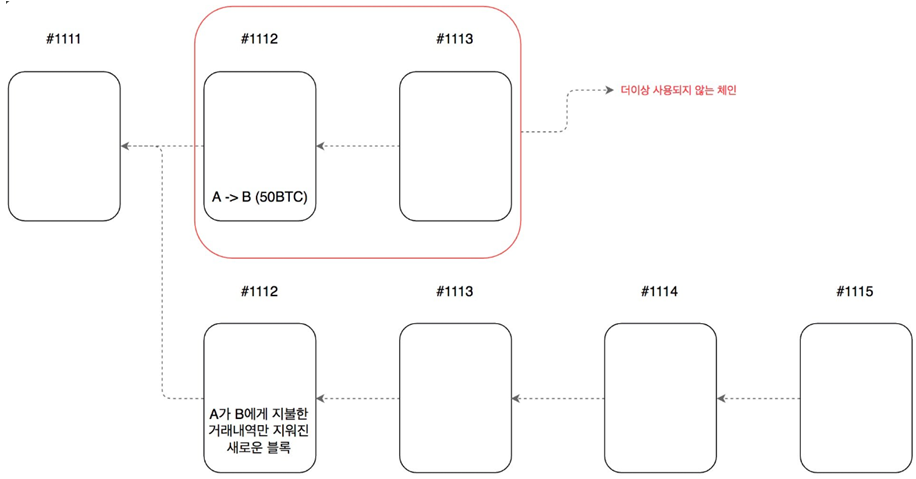 #1111
#1112
#1113
더이상 사용되지 않는 체인
A -> B (50BTC)
#1112
#1113
#1114
#1115
A가 B에게 지불한
거래내역만 지워진
새로운 블록